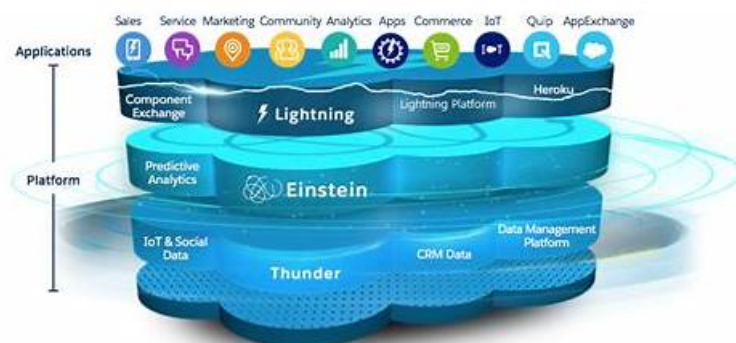 Sales Service Marketing Community Analytics Apps Commerce IoT Quip AppExchange
Applications
Component
Exchange
Lightning
Lightning Platform
Heroku
Platform
Predictive
Analytics
Einstein
IoT & Social
Data
Thunder
CRM Data
Data Management
Platform